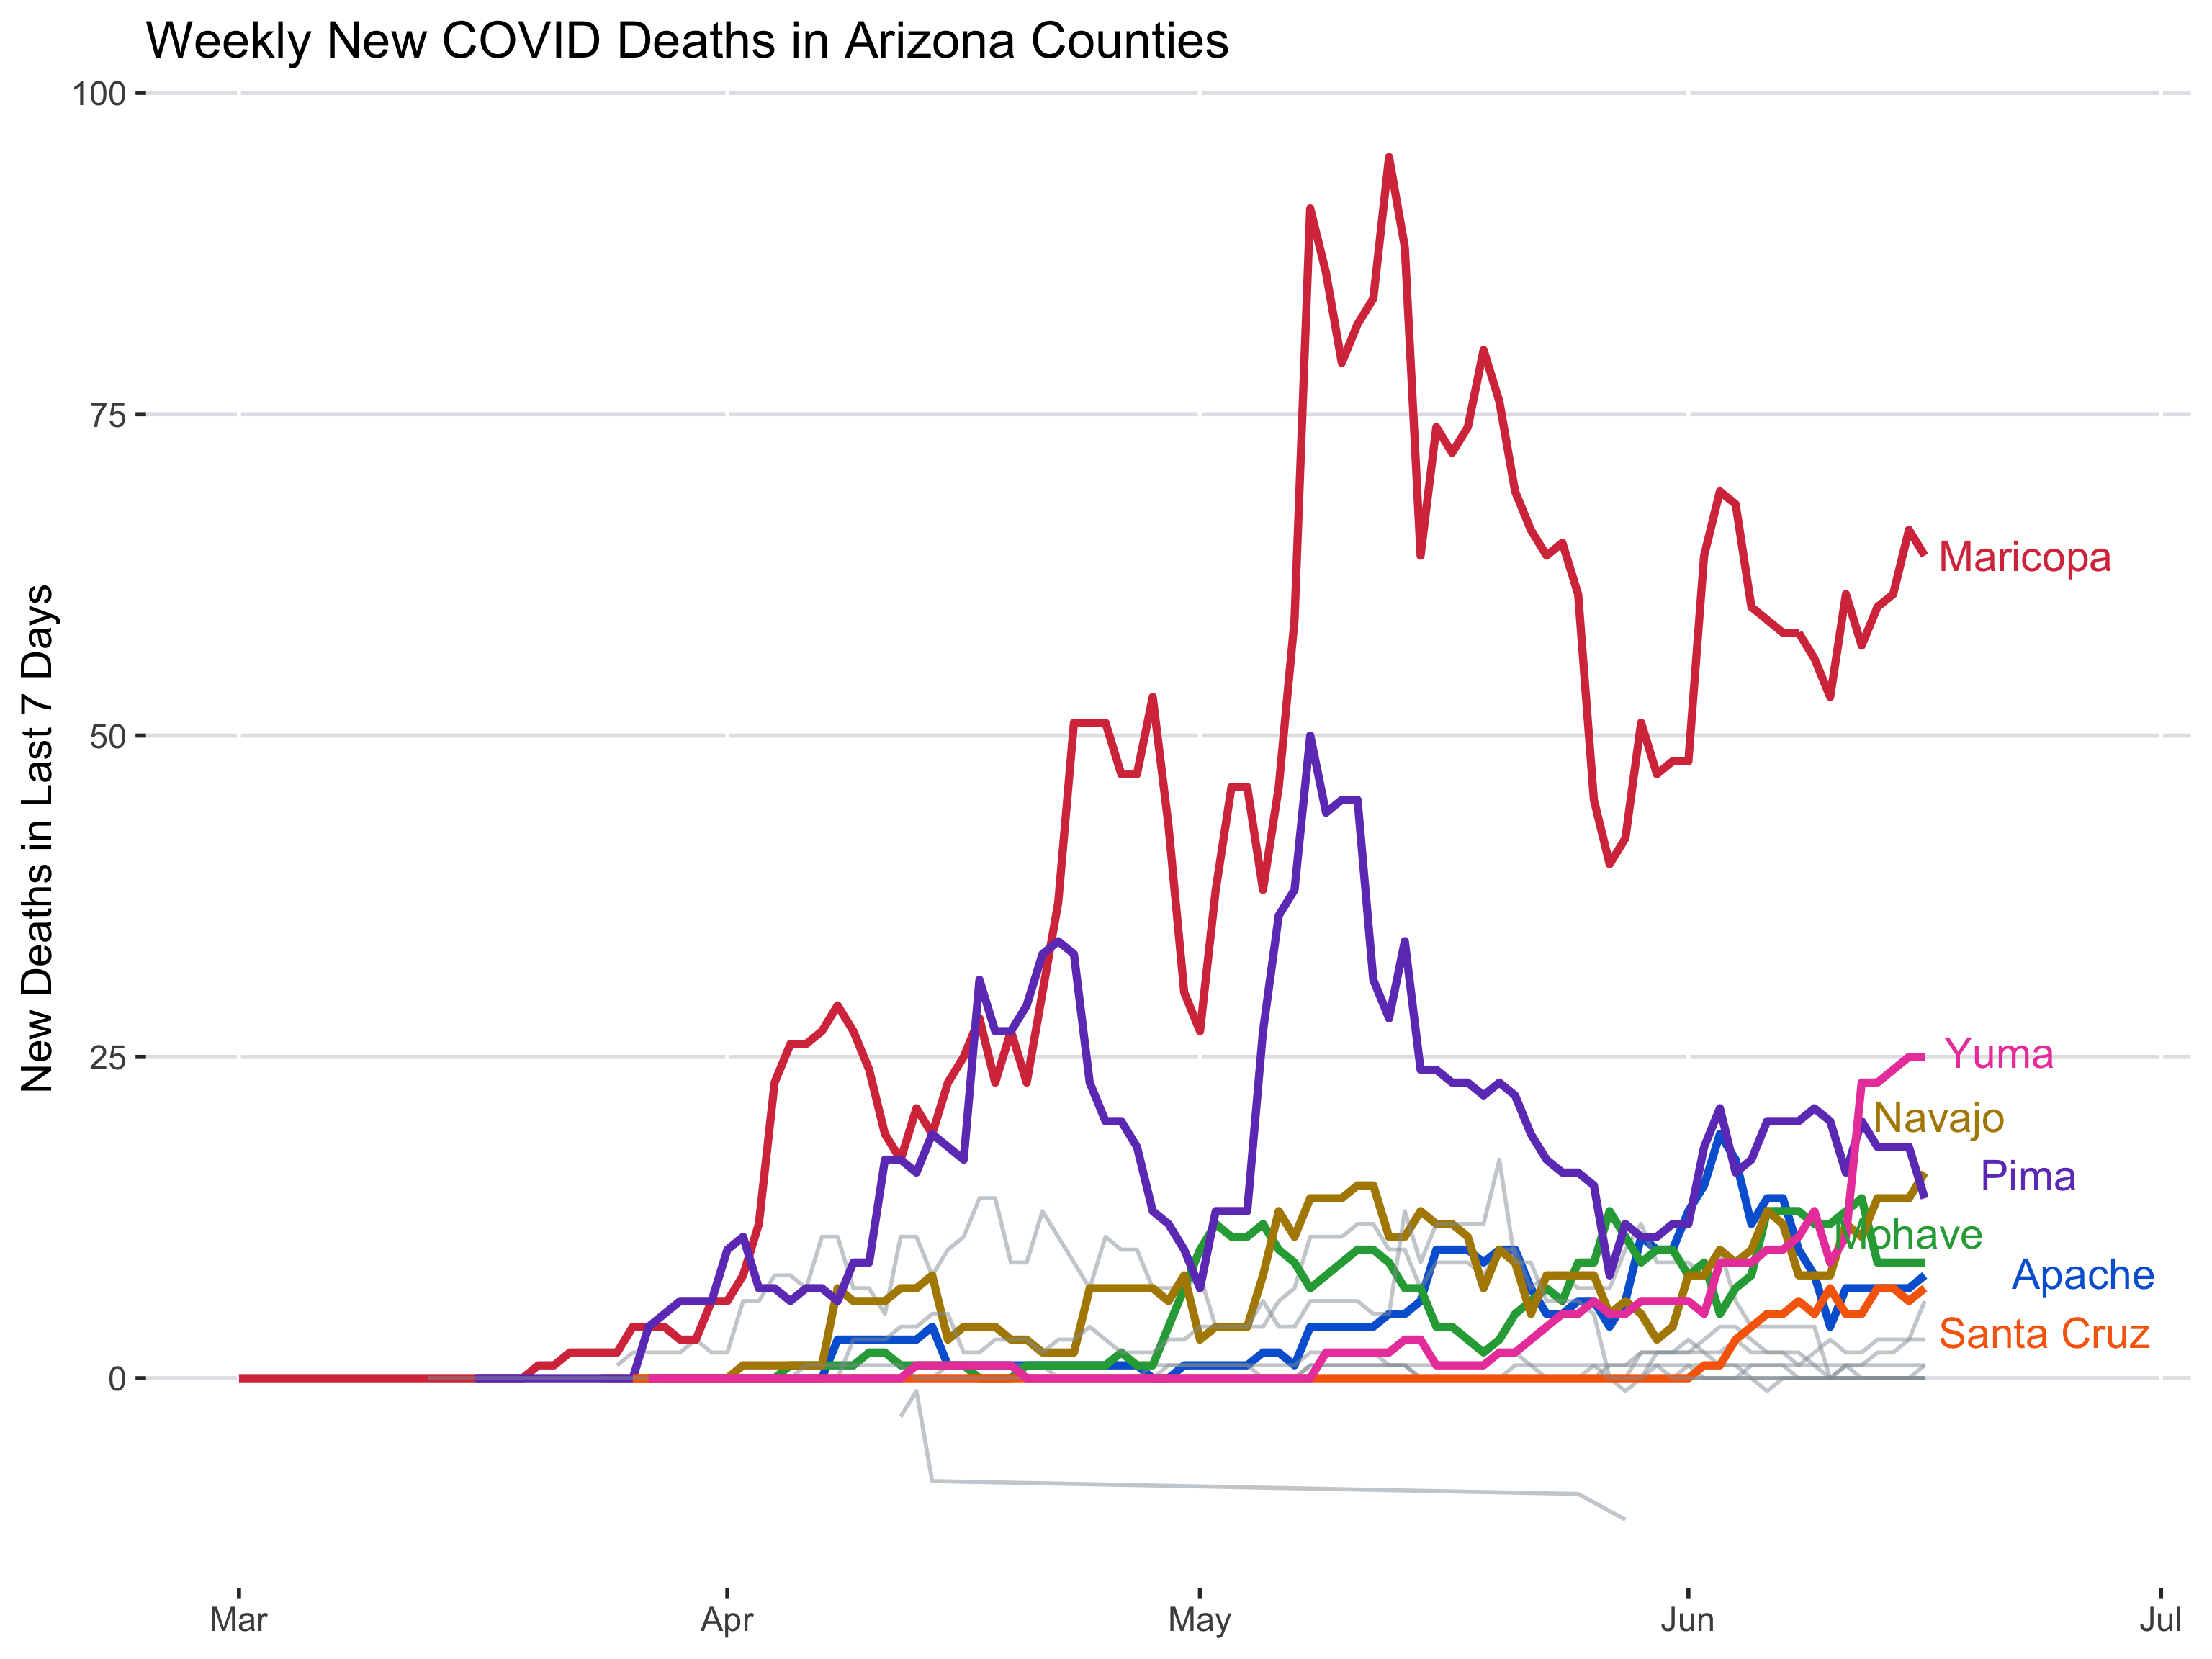 Weekly New COVID Deaths in Arizona Counties
New Deaths in Last 7 Days
100
75
50
25
0
Maricopa
Yuma
Navajo
Pima
Mohave
Apache
Santa Cruz
Mar
Apr
May
Jun
Jul